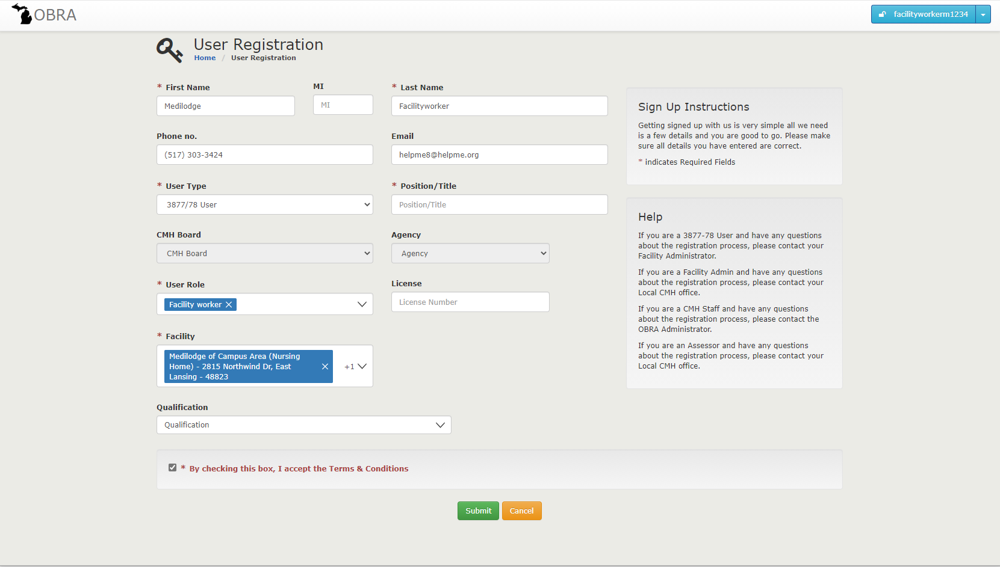 OBRA
facilityworkerm1234
User Registration
Home / User Registration
* First Name
MI
* Last Name
Medilodge
MI
Facilityworker
Phone no.
Email
(517) 303-3424
helpme8@helpme.org
* User Type
* Position/Title
3877/78 User
Position/Title
CMH Board
Agency
CMH Board
Agency
* User Role
License
Facility worker
License Number
* Facility
Medilodge of Campus Area (Nursing
Home) - 2815 Northwind Dr, East
Lansing - 48823
+1
Qualification
Qualification
* By checking this box, I accept the Terms & Conditions
Submit
Cancel
Sign Up Instructions
Getting signed up with us is very simple all we need
is a few details and you are good to go. Please make
sure all details you have entered are correct.
* indicates Required Fields
Help
If you are a 3877-78 User and have any questions
about the registration process, please contact your
Facility Administrator.
If you are a Facility Admin and have any questions
about the registration process, please contact your
Local CMH office.
If you are a CMH Staff and have any questions
about the registration process, please contact the
OBRA Administrator.
If you are an Assessor and have any questions
about the registration process, please contact your
Local CMH office.